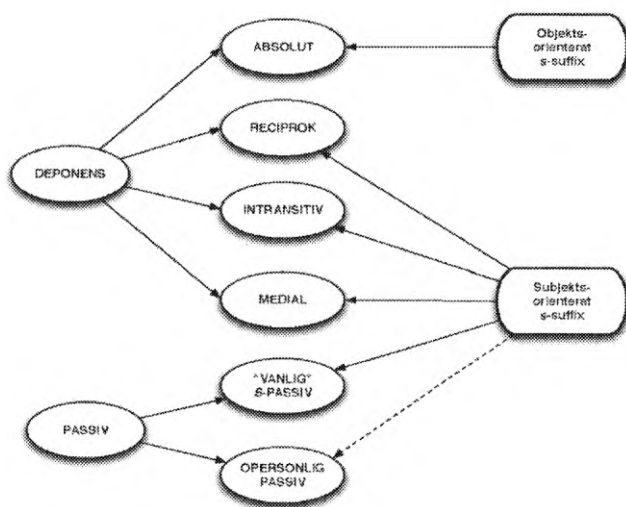 ABSOLUT
Objekts-
orienterat
s-suffix
RECIPROK
DEPONENS
INTRANSITIV
MEDIAL
Subjekts-
orienterat
s-suffix
"VANLIG"
S-PASSIV
PASSIV
OPERSONLIG
PASSIV